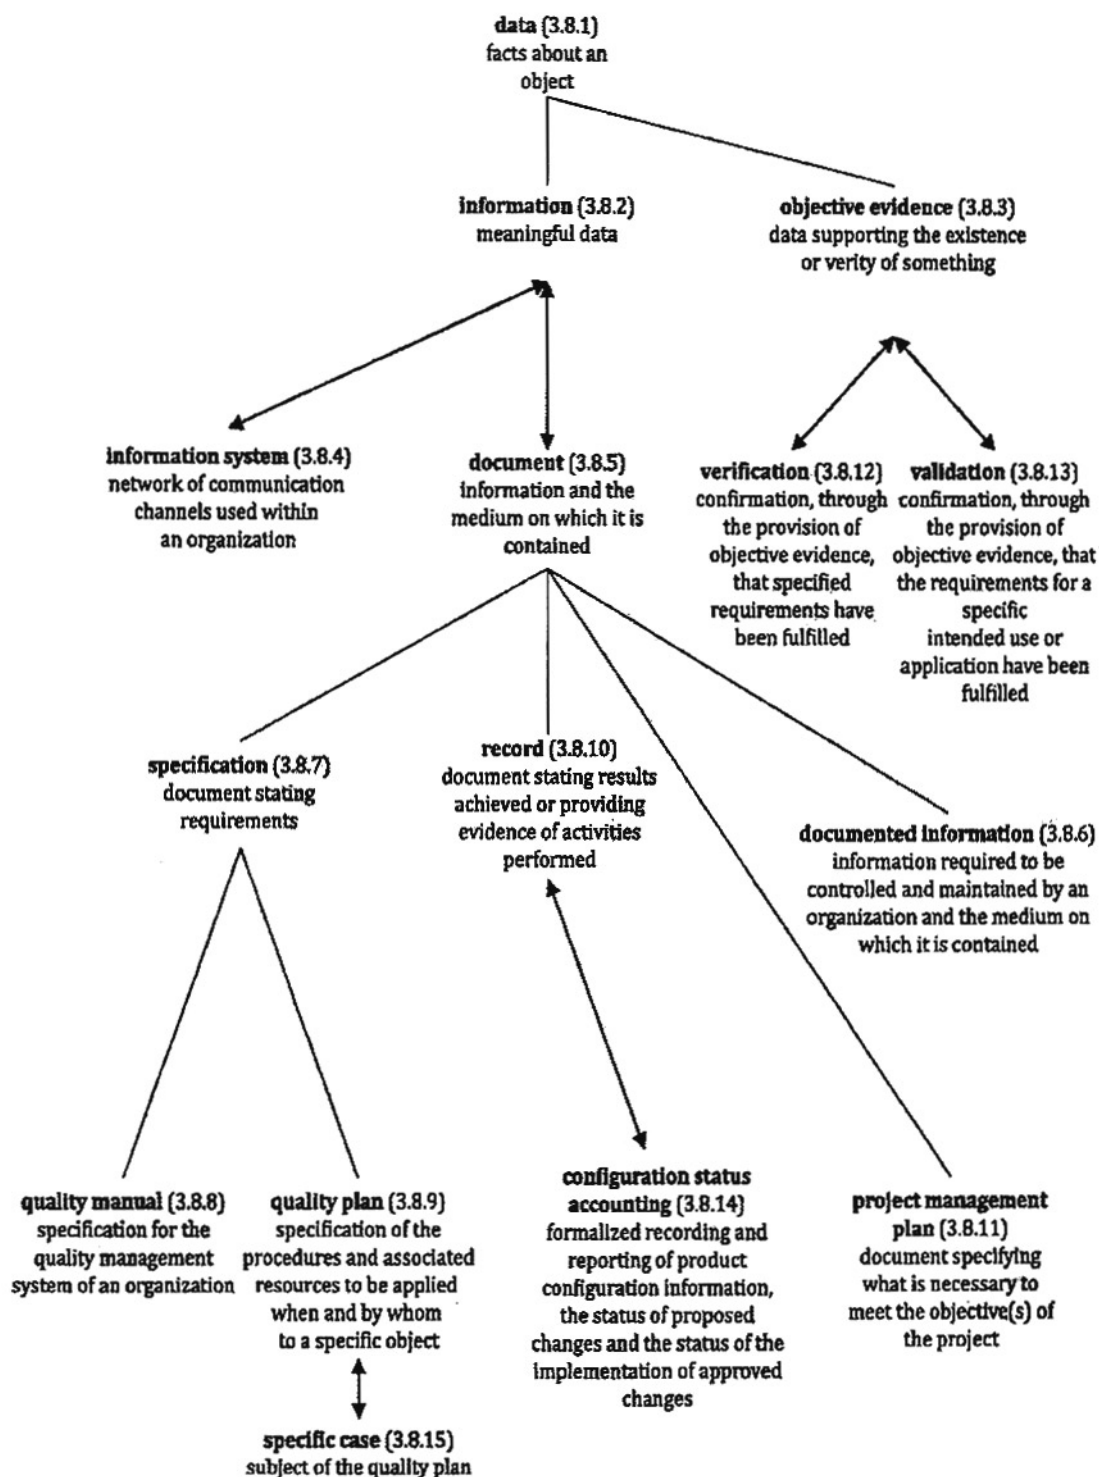 data (3.8.1)
facts about an
object
information (3.8.2)
meaningful data
objective evidence (3.8.3)
data supporting the existence
or verity of something
information system (3.8.4)
network of communication
channels used within
an organization
document (3.8.5)
information and the
medium on which it is
contained
verification (3.8.12)
confirmation, through
the provision of
objective evidence,
that specified
requirements have
been fulfilled
validation (3.8.13)
confirmation, through
the provision of
objective evidence, that
the requirements for a
specific
intended use or
application have been
fulfilled
specification (3.8.7)
document stating
requirements
record (3.8.10)
document stating results
achieved or providing
evidence of activities
performed
documented information (3.8.6)
information required to be
controlled and maintained by an
organization and the medium on
which it is contained
quality manual (3.8.8)
specification for the
quality management
system of an organization
quality plan (3.8.9)
specification of the
procedures and associated
resources to be applied
when and by whom
to a specific object
configuration status
accounting (3.8.14)
formalized recording and
reporting of product
configuration information,
the status of proposed
changes and the status of the
implementation of approved
changes
project management
plan (3.8.11)
document specifying
what is necessary to
meet the objective(s) of
the project
specific case (3.8.15)
subject of the quality plan